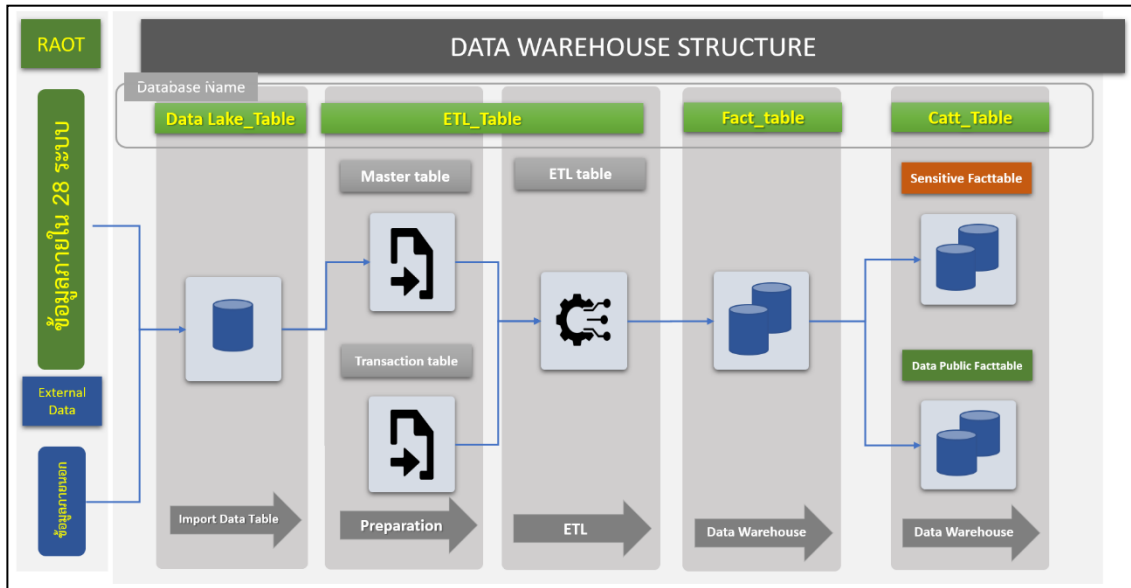 RAOT
DATA WAREHOUSE STRUCTURE
Database Name
Data Lake_Table
ETL_Table
Fact_table
Catt_Table
ข้อมูลภายใน 28 ระบบ
Master table
ETL table
Sensitive Facttable
Transaction table
Data Public Facttable
External
Data
ข้อมูลภายนอก
Import Data Table
Preparation
ETL
Data Warehouse
Data Warehouse